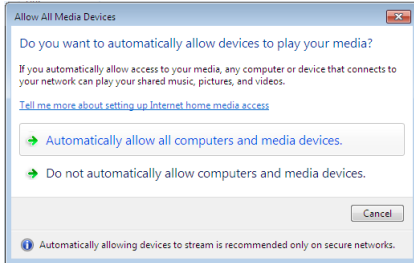 Allow All Media Devices
Do you want to automatically allow devices to play your media?
If you automatically allow access to your media, any computer or device that connects to
your network can play your shared music, pictures, and videos.
Tell me more about setting up Internet home media access
Automatically allow all computers and media devices.
Do not automatically allow computers and media devices.
Cancel
Automatically allowing devices to stream is recommended only on secure networks.